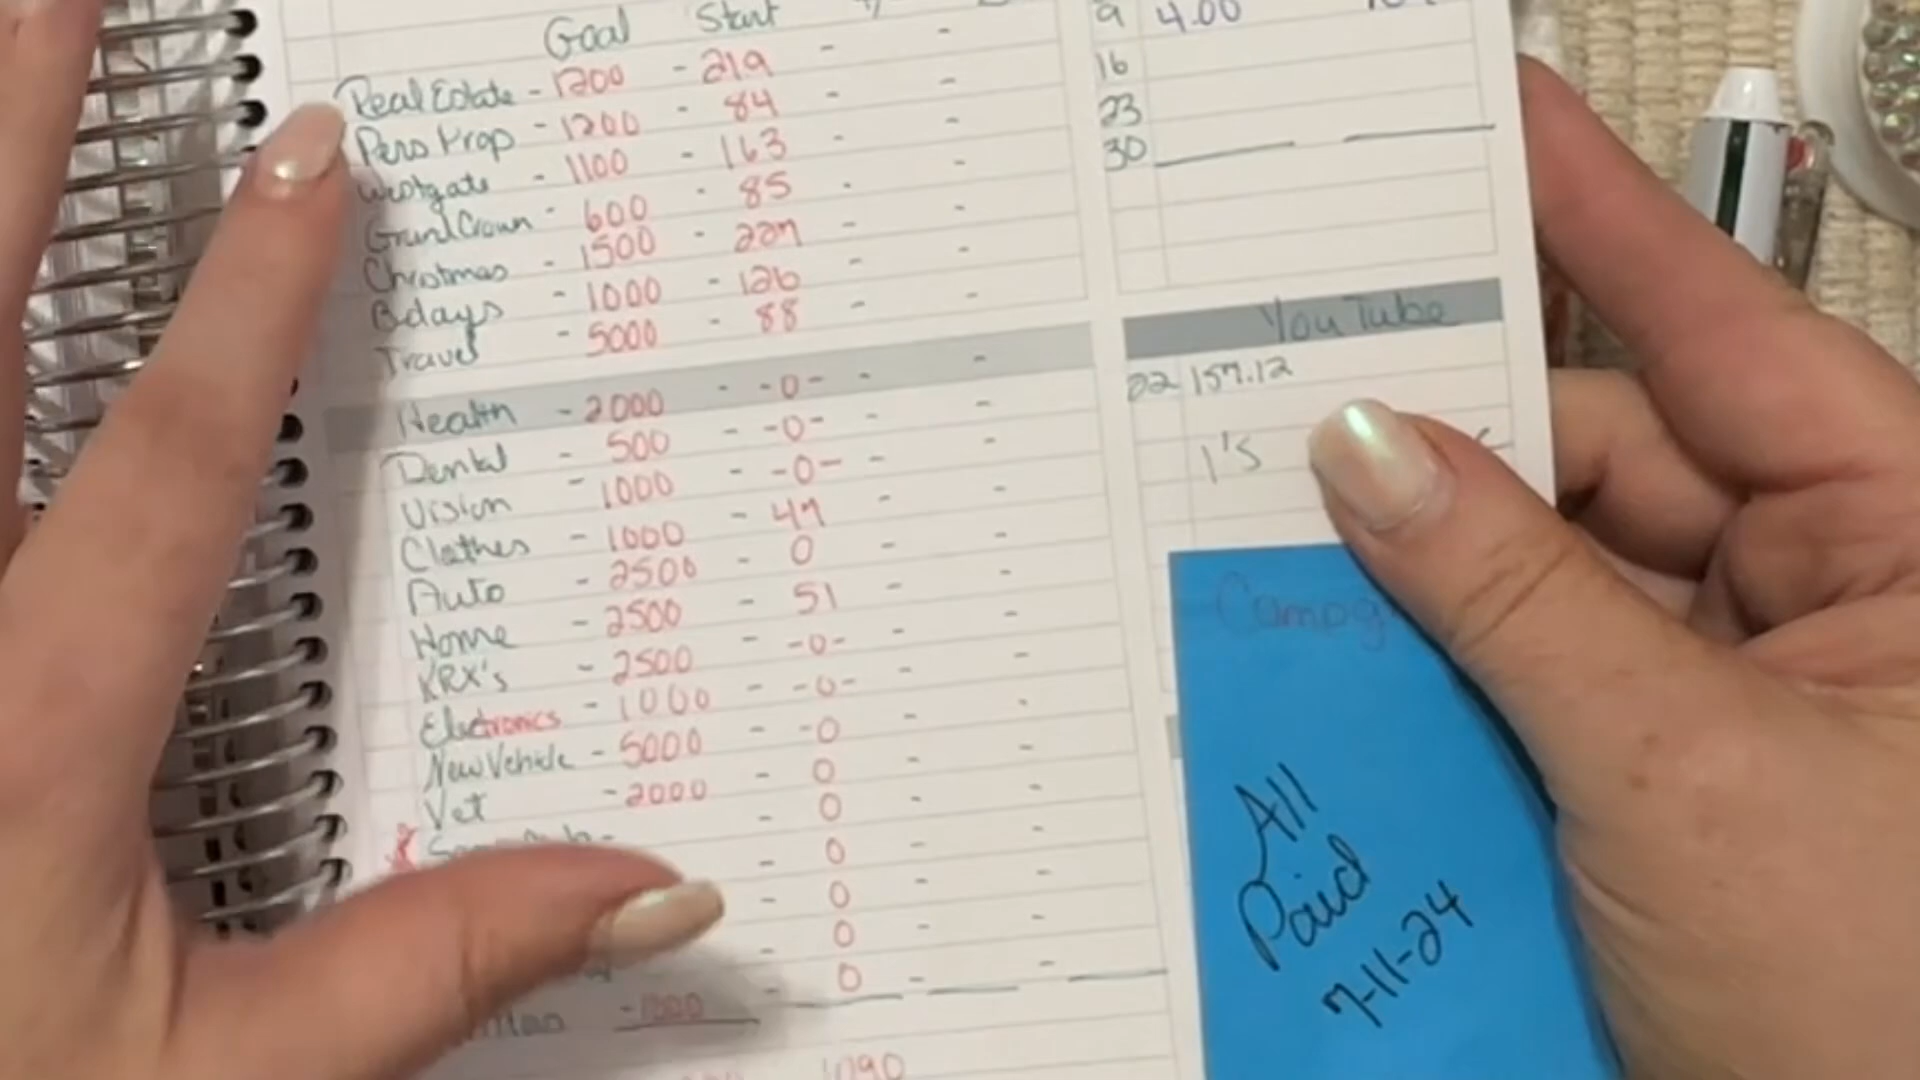 Goal Start
Real Estate - 1200 - 219 - -
Pers Prop - 1200 - 84 - -
Westgate - 1100 - 163 - -
Grand Crown - 600 - 85 - -
Christmas - 1500 - 227 - -
Bdays - 1000 - 126 - -
Travel - 5000 - 88 - -
Health - 2000 - -0- - -
Dental - 500 - -0- - -
Vision - 1000 - -0- - -
Clothes - 1000 - 47 - -
Auto - 2500 - 0 - -
Home - 2500 - 51 - -
KRX's - 2500 - -0- - -
Electronics - 1000 - -0- - -
New Vehicle - 5000 - -0 - -
Vet - 2000 - 0 - -
- 0 - -
- 0 - -
- 0 - -
- 0 - -
-1200 - 0 - -
1090
9 4.00
16
23
30
YouTube
22 157.12
1's
All
Paid
7-11-24